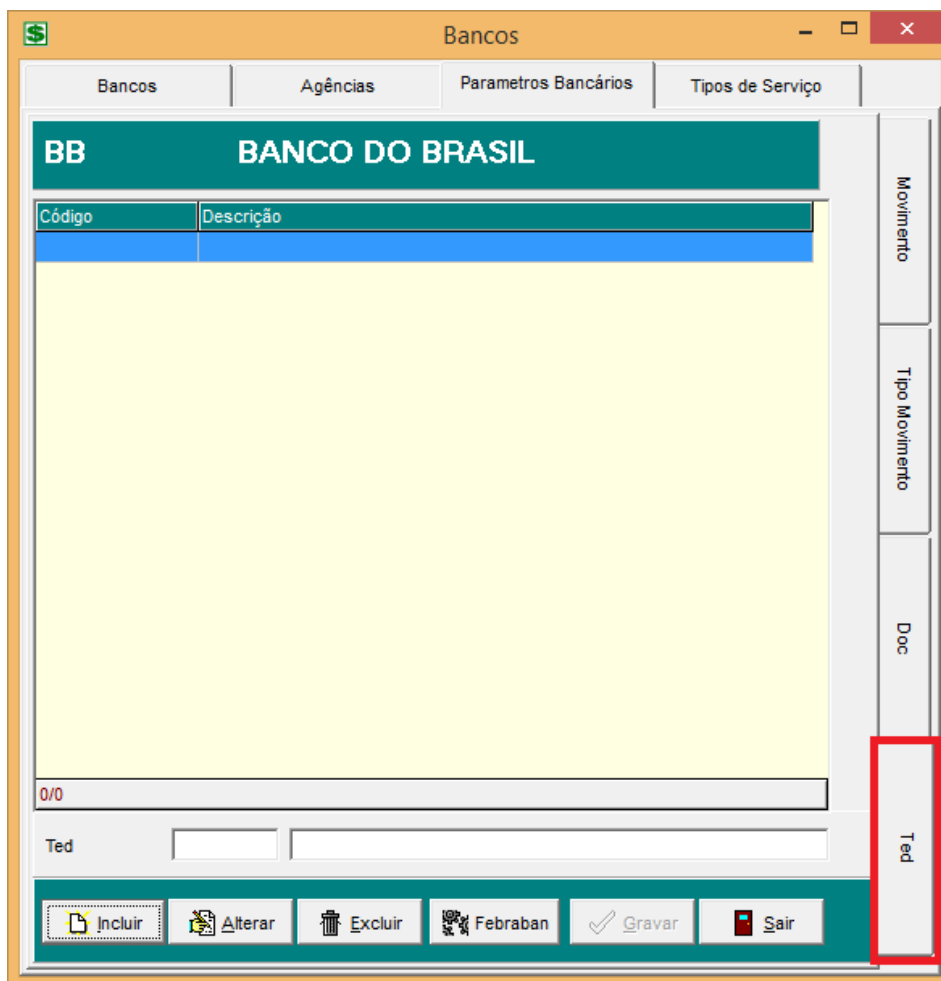 Bancos
Bancos Agências Parametros Bancários Tipos de Serviço
BB BANCO DO BRASIL
Código Descrição
Movimento
Tipo Movimento
Doc
Ted
0/0
Ted
Incluir Alterar Excluir Febraban Gravar Sair